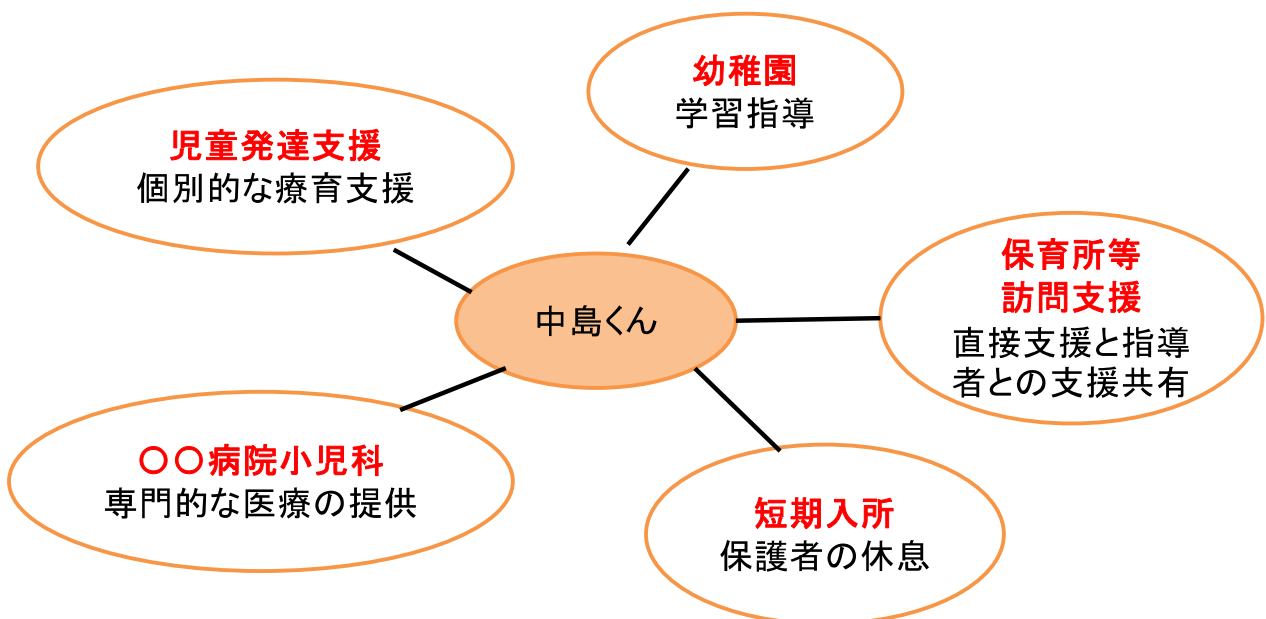 幼稚園
学習指導
児童発達支援
個別的な療育支援
保育所等
訪問支援
直接支援と指導
者との支援共有
中島くん
〇〇病院小児科
専門的な医療の提供
短期入所
保護者の休息